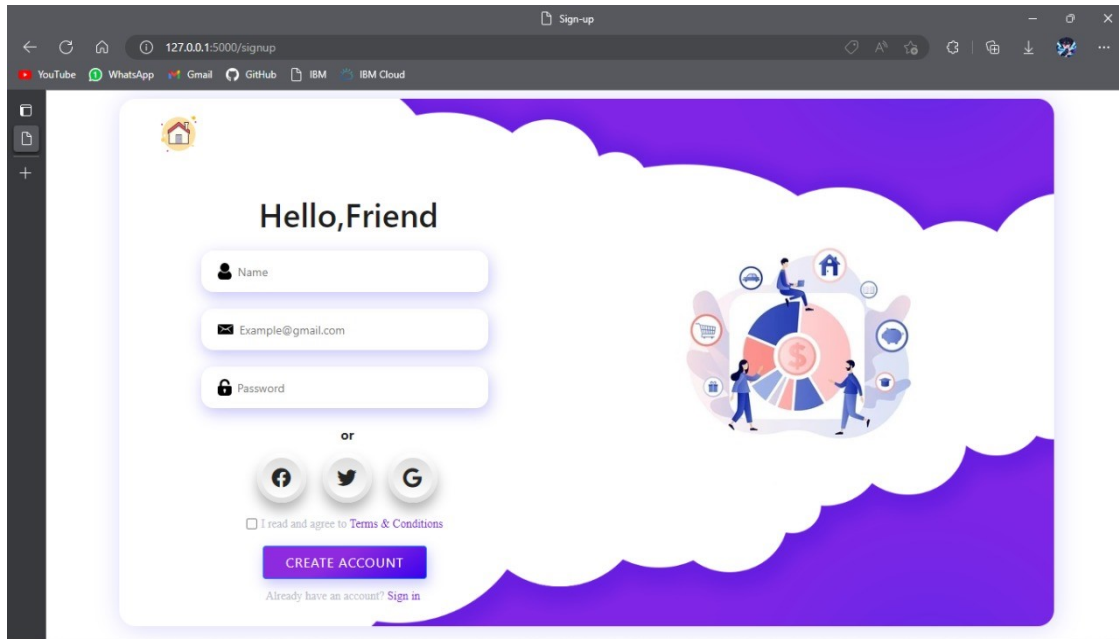 Sign-up
127.0.0.1:5000/signup
YouTube WhatsApp Gmail GitHub IBM IBM Cloud
Hello,Friend
Name
Example@gmail.com
Password
or
I read and agree to Terms & Conditions
CREATE ACCOUNT
Already have an account? Sign in